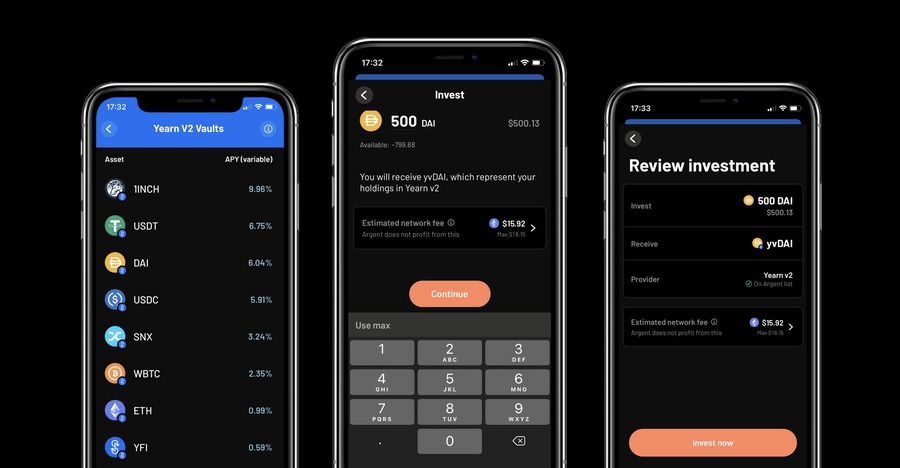 17:32
Yearn V2 Vaults
Asset APY (variable)
1INCH 9.96%
USDT 6.75%
DAI 6.04%
USDC 5.91%
SNX 3.24%
WBTC 2.35%
ETH 0.99%
YFI 0.59%
17:32
Invest
500 DAI $500.13
Available: ~799.68
You will receive yvDAI, which represent your
holdings in Yearn v2
Estimated network fee $15.92
Argent does not profit from this Max $18.15
Continue
Use max
1 2 3
ABC DEF
4 5 6
GHI JKL MNO
7 8 9
PQRS TUV WXYZ
. 0
17:33
Review investment
Invest 500 DAI
$500.13
Receive yvDAI
Provider Yearn v2
On Argent list
Estimated network fee $15.92
Argent does not profit from this Max $18.15
Invest now